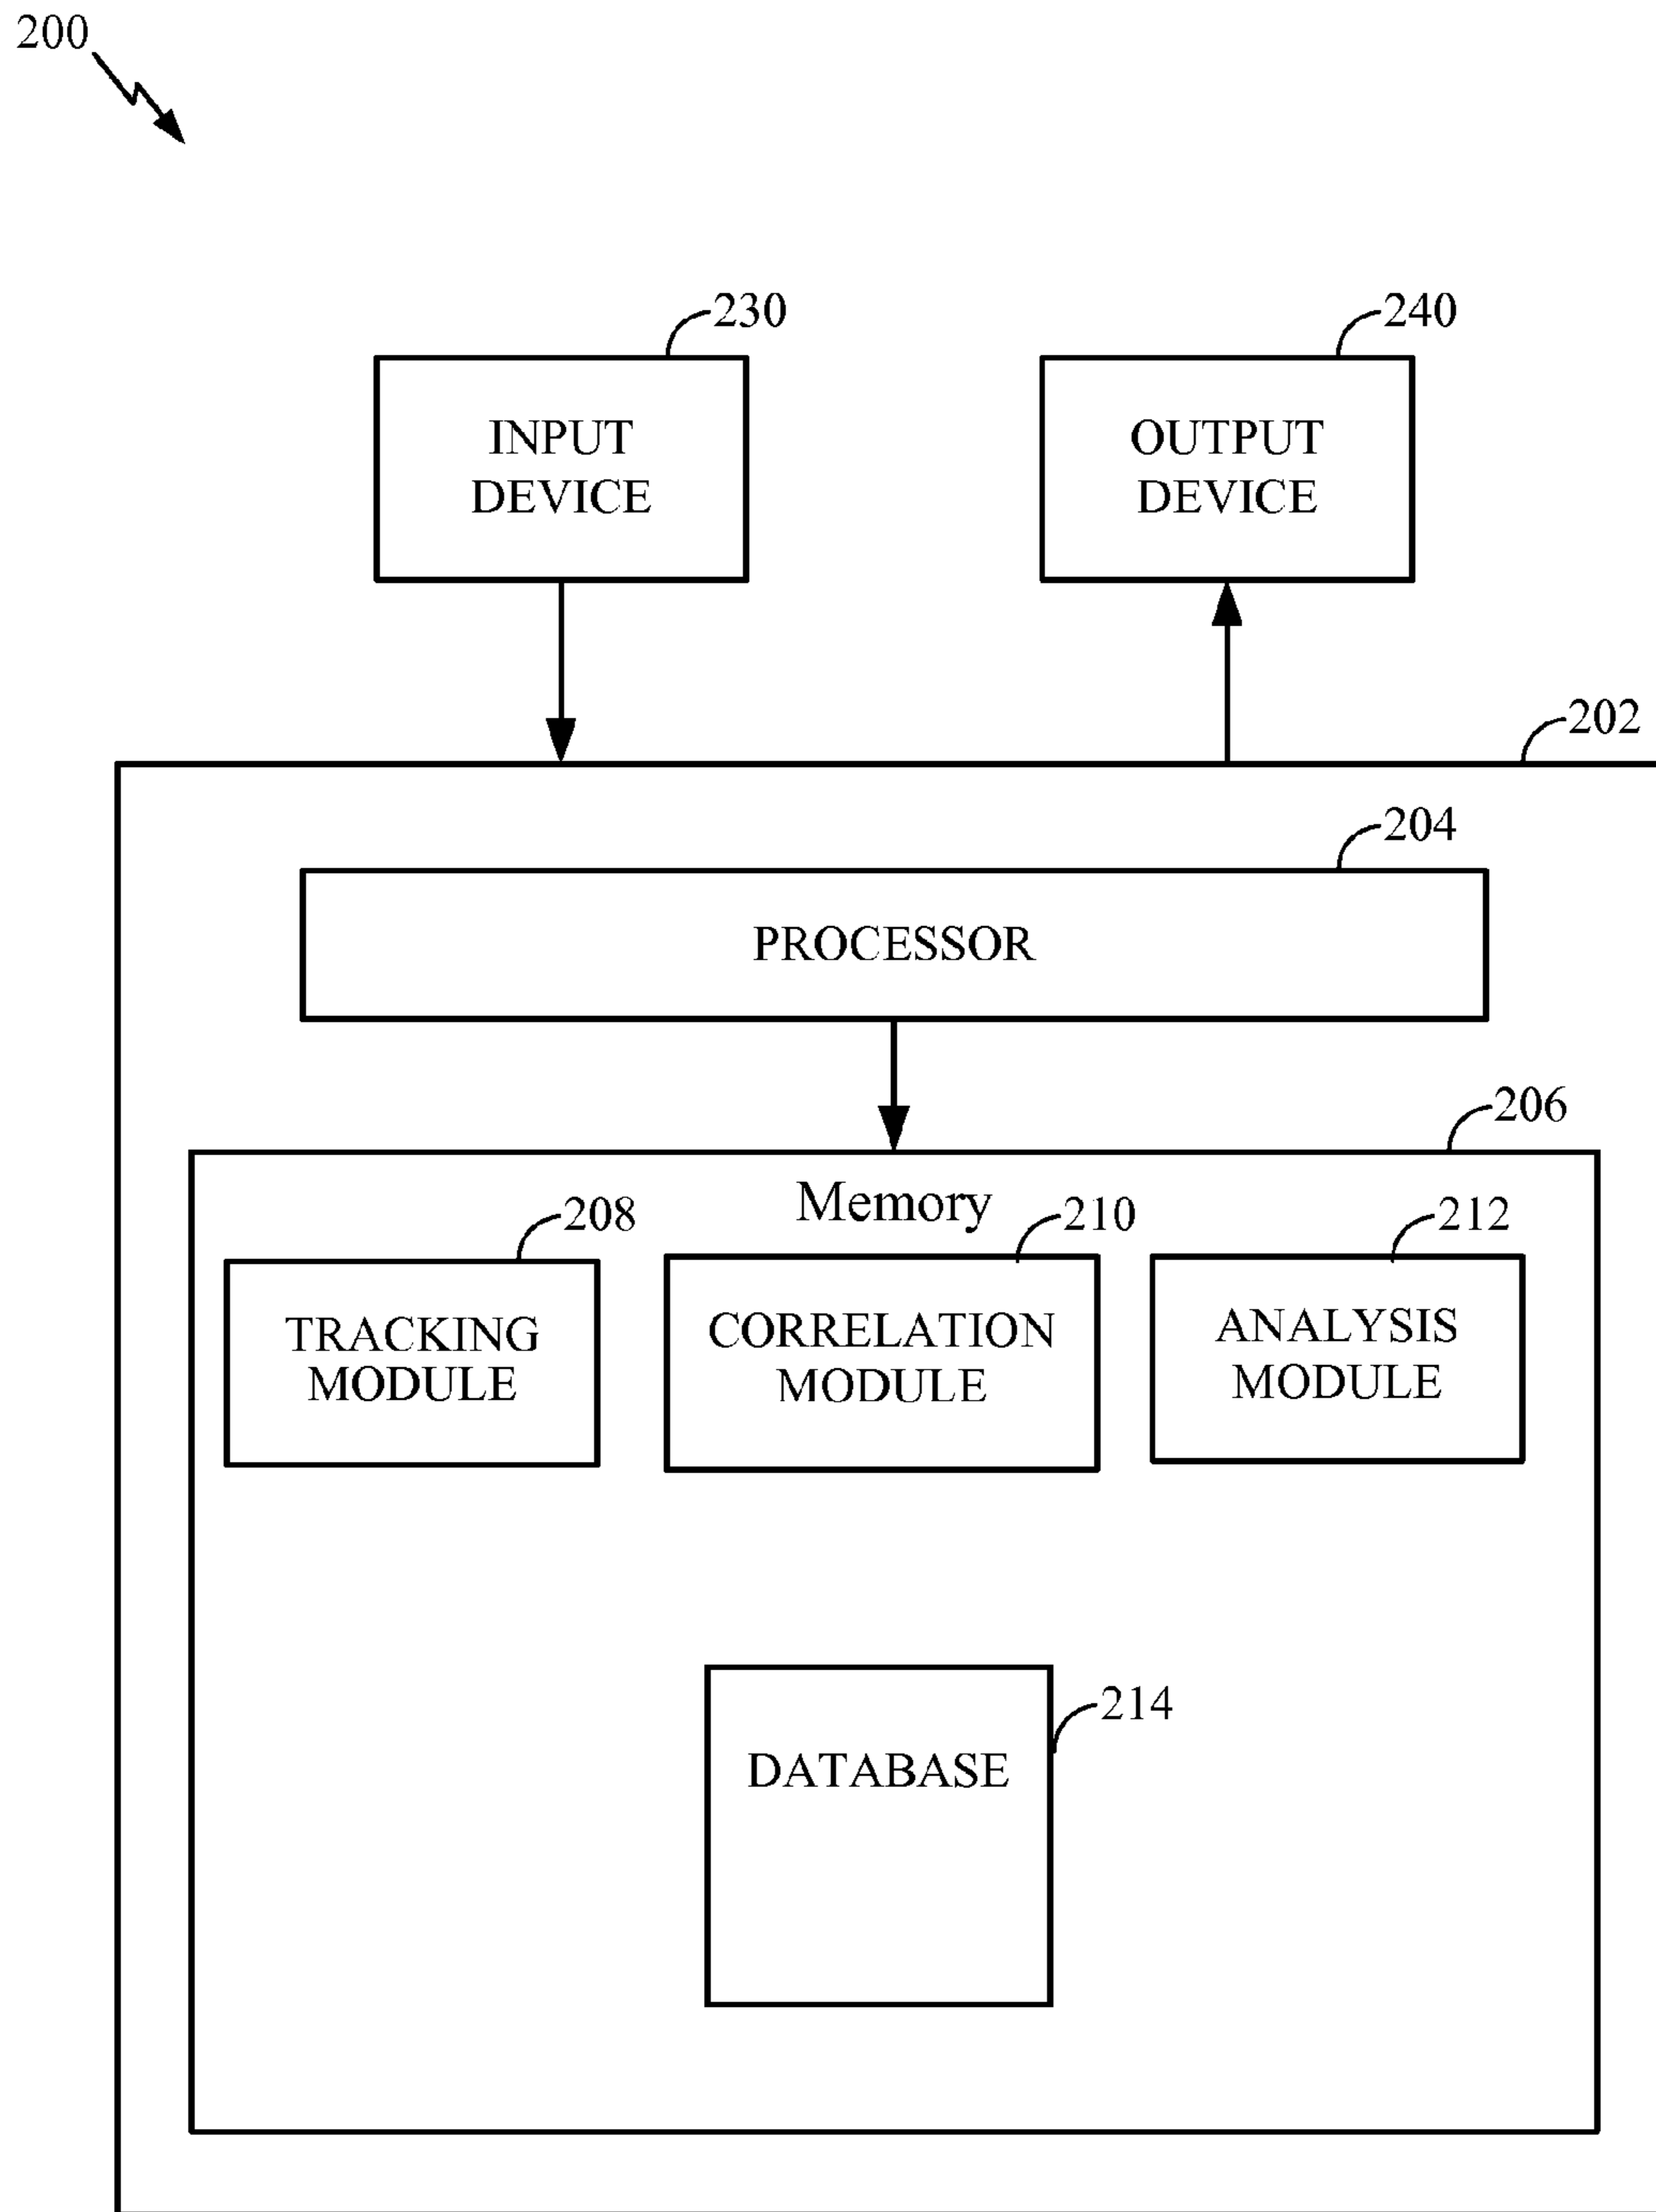 200
230
240
INPUT
DEVICE
OUTPUT
DEVICE
202
204
PROCESSOR
206
Memory
208
210
212
TRACKING
MODULE
CORRELATION
MODULE
ANALYSIS
MODULE
214
DATABASE